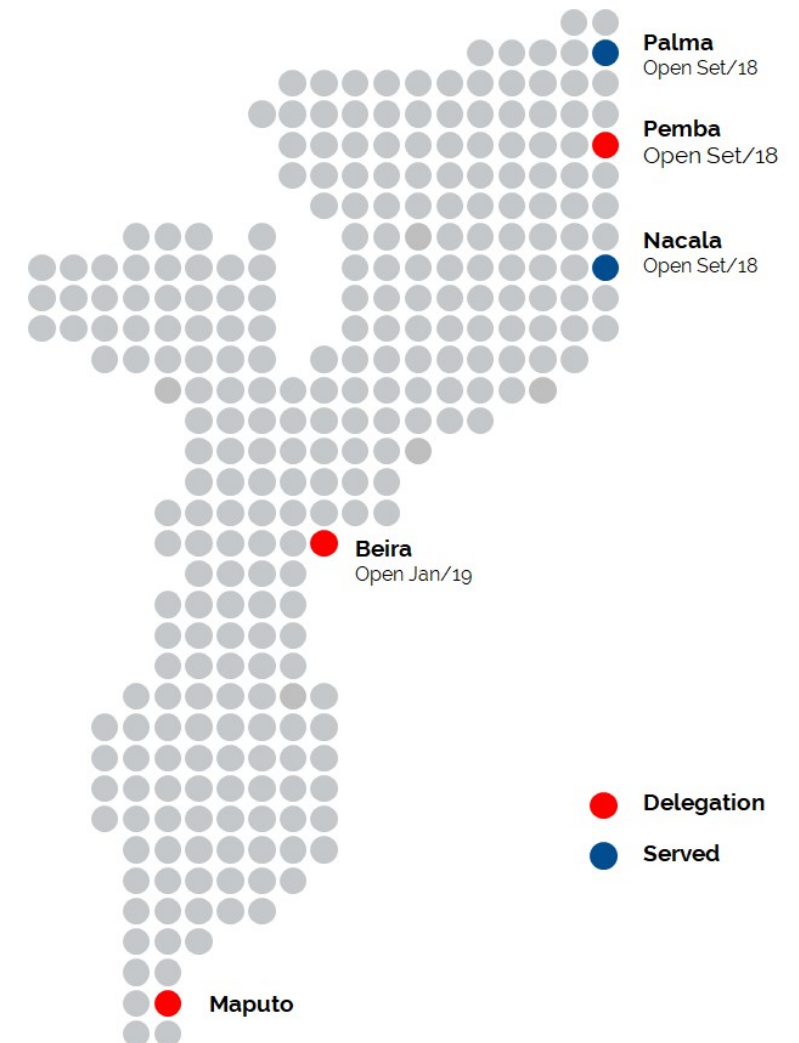 Palma
Open Set/18
Pemba
Open Set/18
Nacala
Open Set/18
Beira
Open Jan/19
Delegation
Served
Maputo